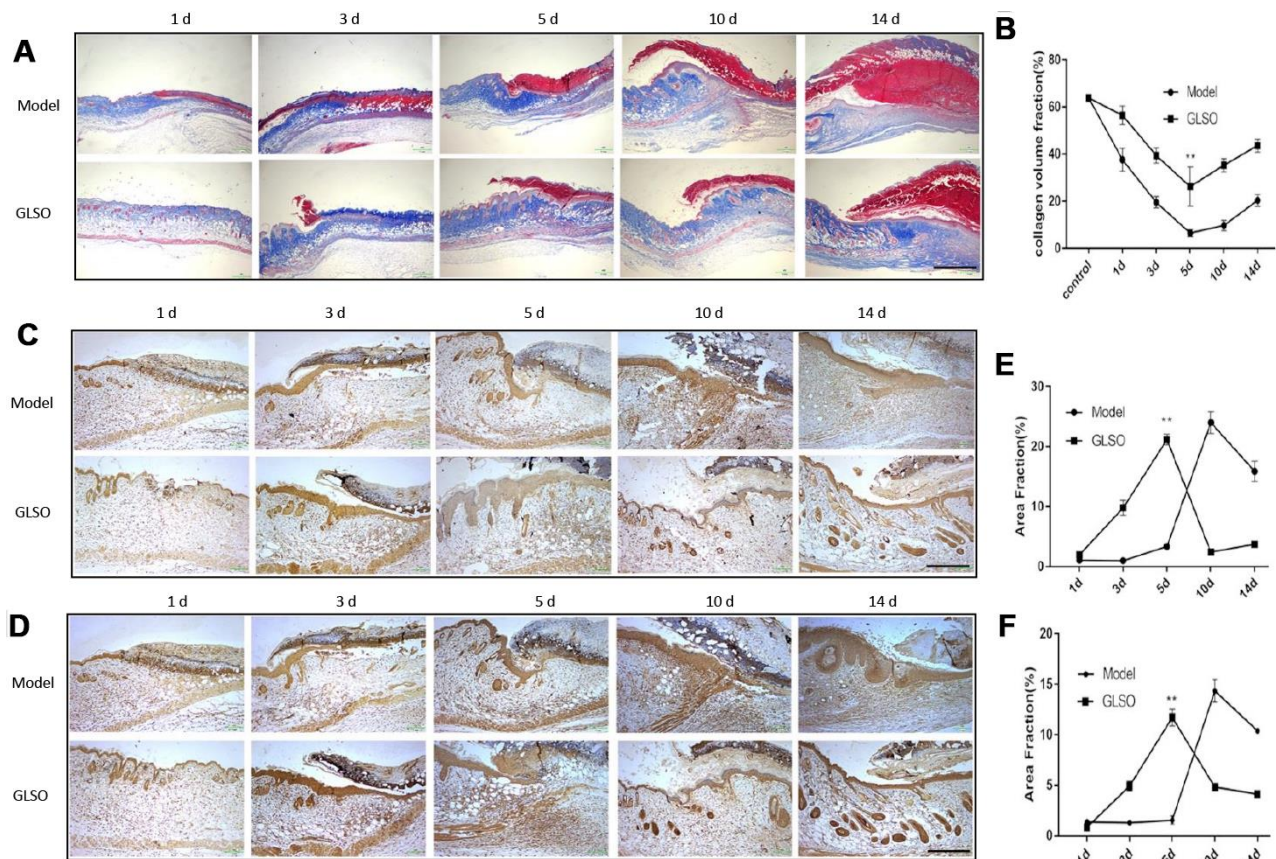 1 d 3 d 5 d 10 d 14 d
A
Model
GLSO
B
collagen volume fraction(%)
80
60
40
20
0
Model
GLSO
**
control 1d 3d 5d 10d 14d
1 d 3 d 5 d 10 d 14 d
C
Model
GLSO
E
Area Fraction(%)
30
20
10
0
Model
GLSO
**
1d 3d 5d 10d 14d
1 d 3 d 5 d 10 d 14 d
D
Model
GLSO
F
Area Fraction(%)
20
15
10
5
0
Model
GLSO
**